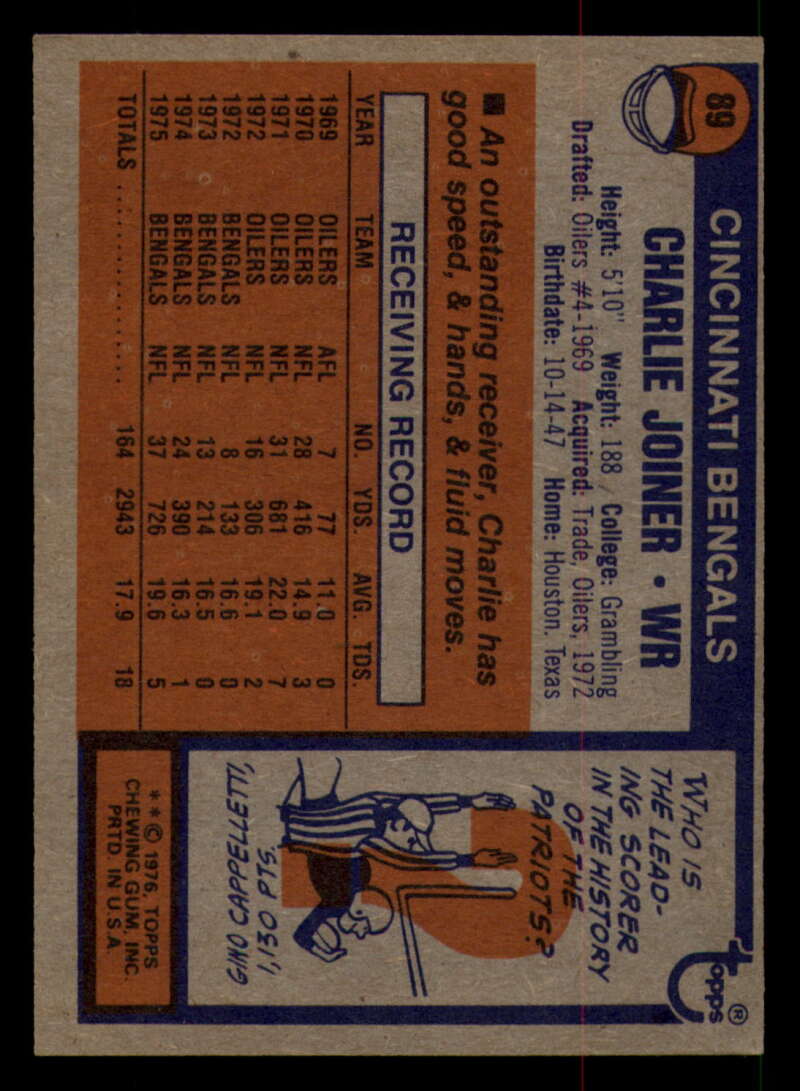 89
CINCINNATI BENGALS
CHARLIE JOINER • WR
Height: 5'10" Weight: 188 College: Grambling
Drafted: Oilers #4-1969 Acquired: Trade, Oilers, 1972
Birthdate: 10-14-47 Home: Houston, Texas
■ An outstanding receiver, Charlie has
good speed, & hands, & fluid moves.
RECEIVING RECORD
YEAR TEAM NO. YDS. AVG. TDS.
1969 OILERS AFL 7 77 11.0 0
1970 OILERS NFL 28 416 14.9 3
1971 OILERS NFL 31 681 22.0 7
1972 OILERS NFL 16 306 19.1 2
1972 BENGALS NFL 8 133 16.6 0
1973 BENGALS NFL 13 214 16.5 0
1974 BENGALS NFL 24 390 16.3 1
1975 BENGALS NFL 37 726 19.6 5
TOTALS ............... 164 2943 17.9 18
topps®
WHO IS
THE LEAD-
ING SCORER
IN THE HISTORY
OF THE
PATRIOTS?
GINO CAPPELLETTI,
1,130 PTS.
**© 1976, TOPPS
CHEWING GUM, INC.
PRTD. IN U.S.A.